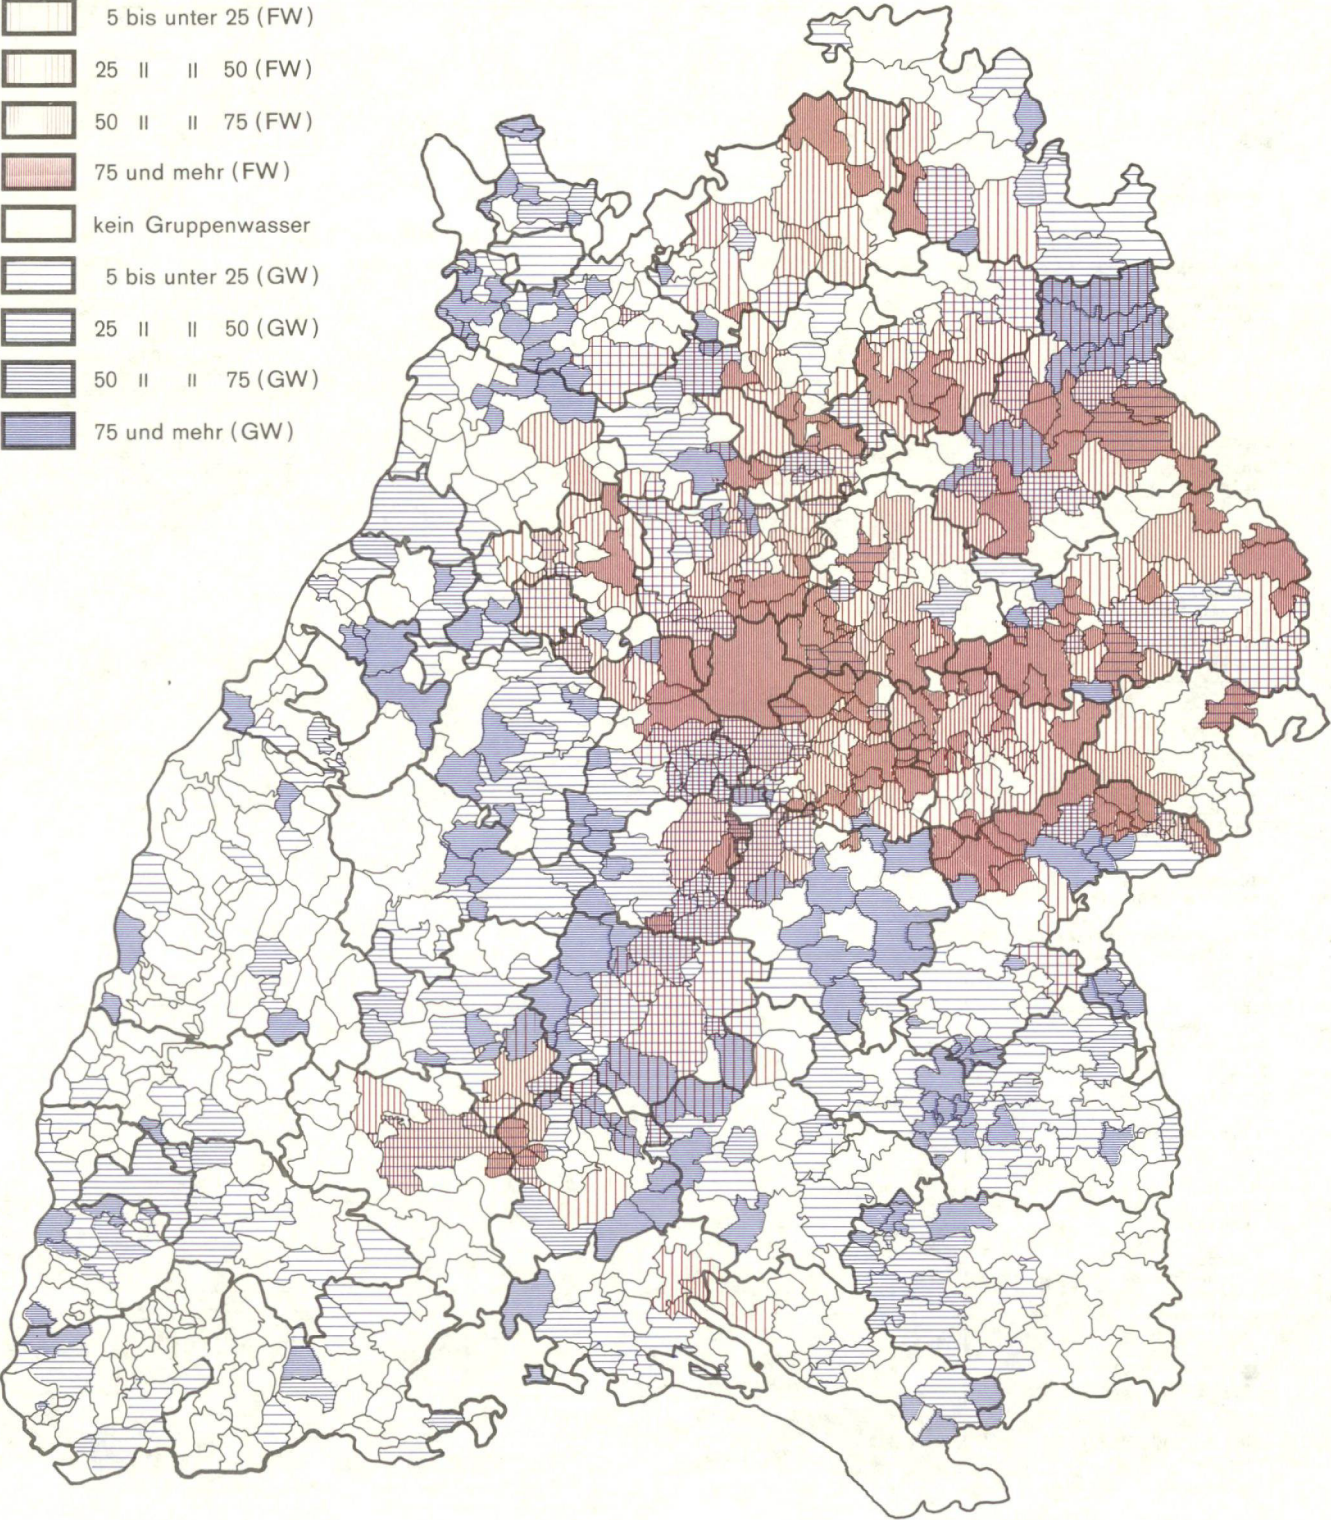 5 bis unter 25 (FW)
25 " " 50 (FW)
50 " " 75 (FW)
75 und mehr (FW)
kein Gruppenwasser
5 bis unter 25 (GW)
25 " " 50 (GW)
50 " " 75 (GW)
75 und mehr (GW)